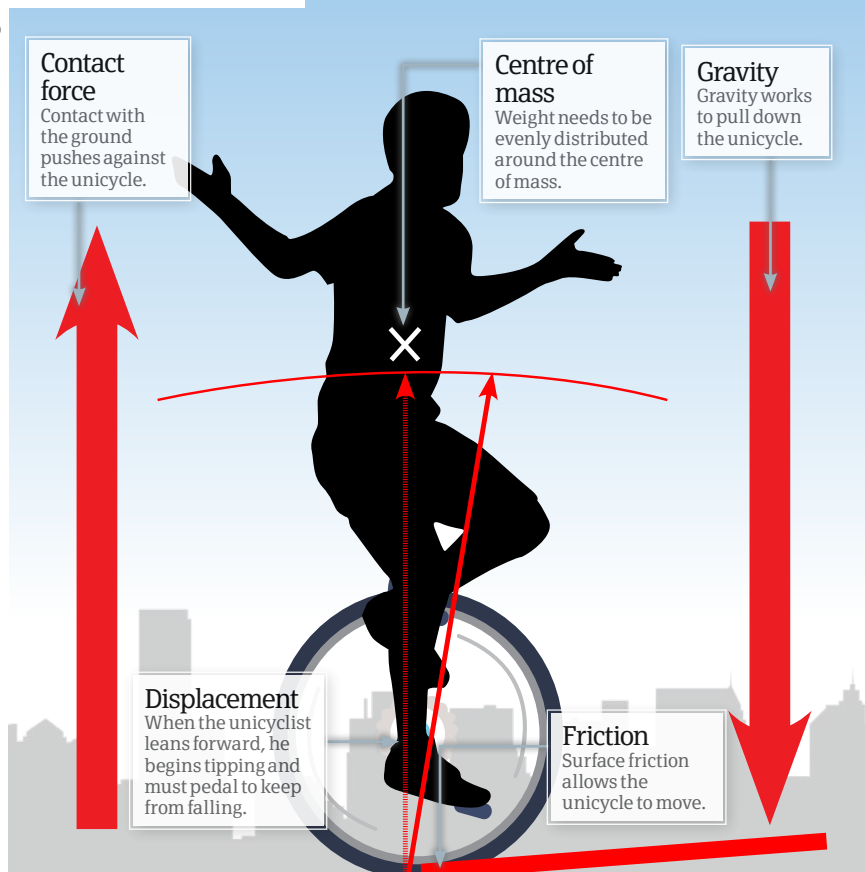 Contact
force
Contact with
the ground
pushes against
the unicycle.
Centre of
mass
Weight needs to be
evenly distributed
around the centre
of mass.
Gravity
Gravity works
to pull down
the unicycle.
Displacement
When the unicyclist
leans forward, he
begins tipping and
must pedal to keep
from falling.
Friction
Surface friction
allows the
unicycle to move.